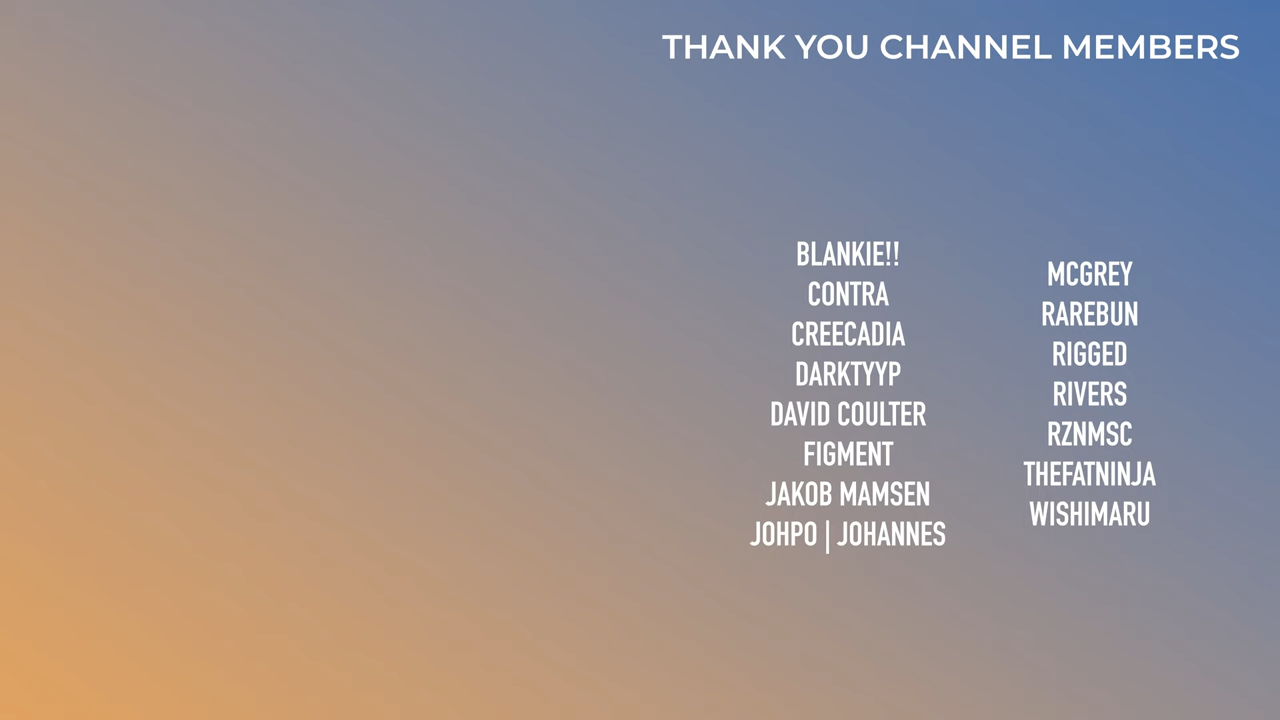 THANK YOU CHANNEL MEMBERS
BLANKIE!!
CONTRA
CREECADIA
DARKTYYP
DAVID COULTER
FIGMENT
JAKOB MAMSEN
JOHPO | JOHANNES
MCGREY
RAREBUN
RIGGED
RIVERS
RZNMSC
THEFATNINJA
WISHIMARU